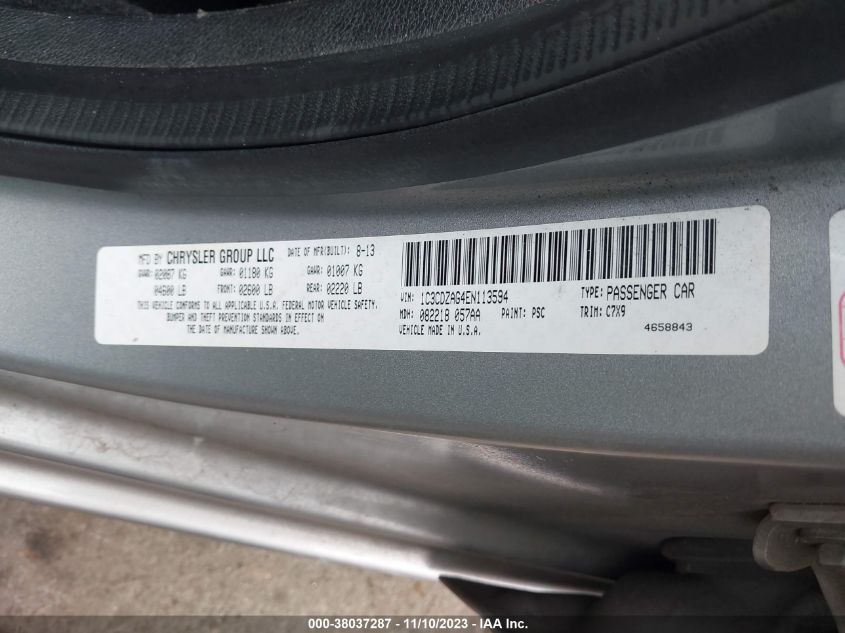 MFD BY CHRYSLER GROUP LLC DATE OF MFR(BUILT): 8-13
GVWR: 02087 KG GAWR: 01180 KG GAWR: 01007 KG
04600 LB FRONT: 02600 LB REAR: 02220 LB
THIS VEHICLE CONFORMS TO ALL APPLICABLE U.S.A. FEDERAL MOTOR VEHICLE SAFETY,
BUMPER AND THEFT PREVENTION STANDARDS IN EFFECT ON
THE DATE OF MANUFACTURE SHOWN ABOVE.
VIN: 1C3CDZAG4EN113594 TYPE: PASSENGER CAR
MDH: 082218 057AA PAINT: PSC TRIM: C7X9
VEHICLE MADE IN U.S.A. 4658843
000-38037287 - 11/10/2023 - IAA Inc.